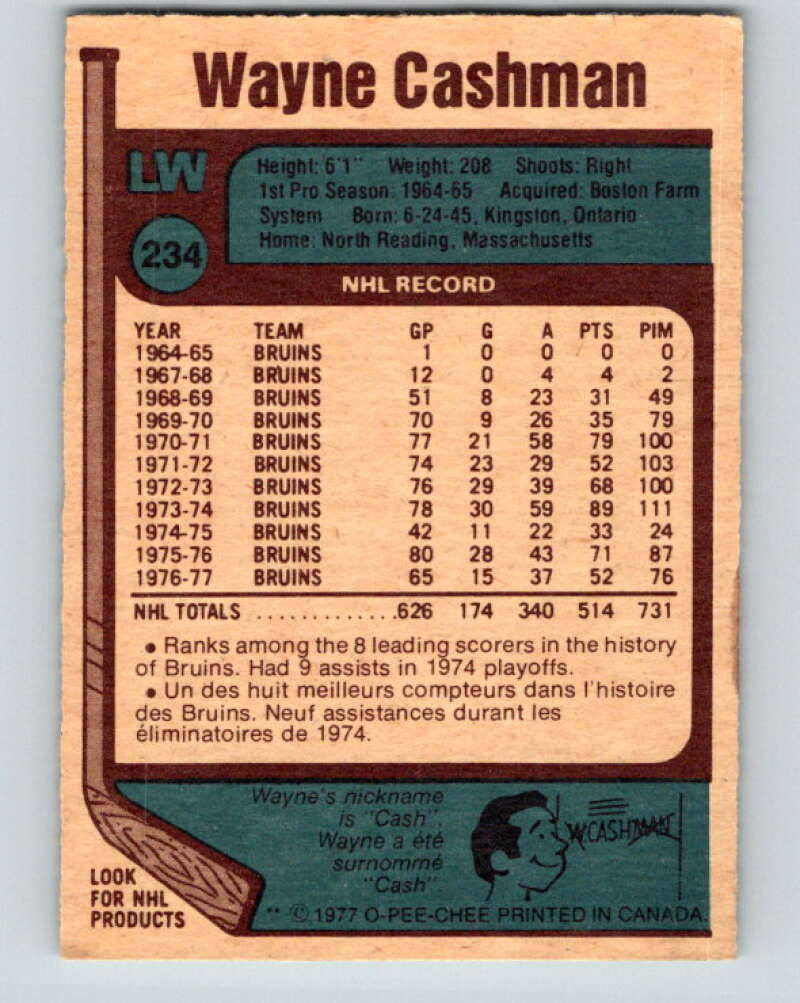 Wayne Cashman
LW
234
Height: 6'1" Weight: 208 Shoots: Right
1st Pro Season: 1964-65 Acquired: Boston Farm
System Born: 6-24-45, Kingston, Ontario
Home: North Reading, Massachusetts
NHL RECORD
YEAR TEAM GP G A PTS PIM
1964-65 BRUINS 1 0 0 0 0
1967-68 BRUINS 12 0 4 4 2
1968-69 BRUINS 51 8 23 31 49
1969-70 BRUINS 70 9 26 35 79
1970-71 BRUINS 77 21 58 79 100
1971-72 BRUINS 74 23 29 52 103
1972-73 BRUINS 76 29 39 68 100
1973-74 BRUINS 78 30 59 89 111
1974-75 BRUINS 42 11 22 33 24
1975-76 BRUINS 80 28 43 71 87
1976-77 BRUINS 65 15 37 52 76
NHL TOTALS .............626 174 340 514 731
• Ranks among the 8 leading scorers in the history
of Bruins. Had 9 assists in 1974 playoffs.
• Un des huit meilleurs compteurs dans l'histoire
des Bruins. Neuf assistances durant les
éliminatoires de 1974.
Wayne's nickname
is "Cash".
Wayne a été
surnommé
"Cash"
W.CASHMAN
LOOK
FOR NHL
PRODUCTS
** © 1977 O-PEE-CHEE PRINTED IN CANADA.